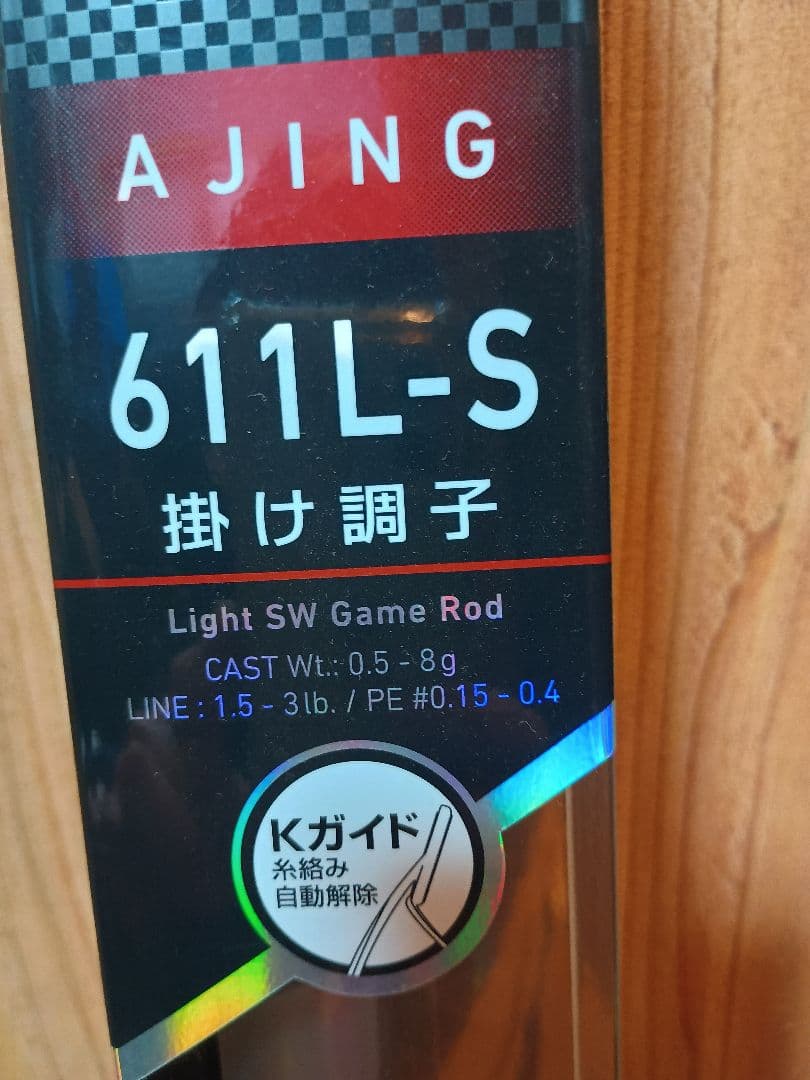 AJING
611L-S
掛け調子
Light SW Game Rod
CAST Wt.: 0.5 - 8g
LINE : 1.5 - 3lb. / PE #0.15 - 0.4
Kガイド
糸絡み
自動解除